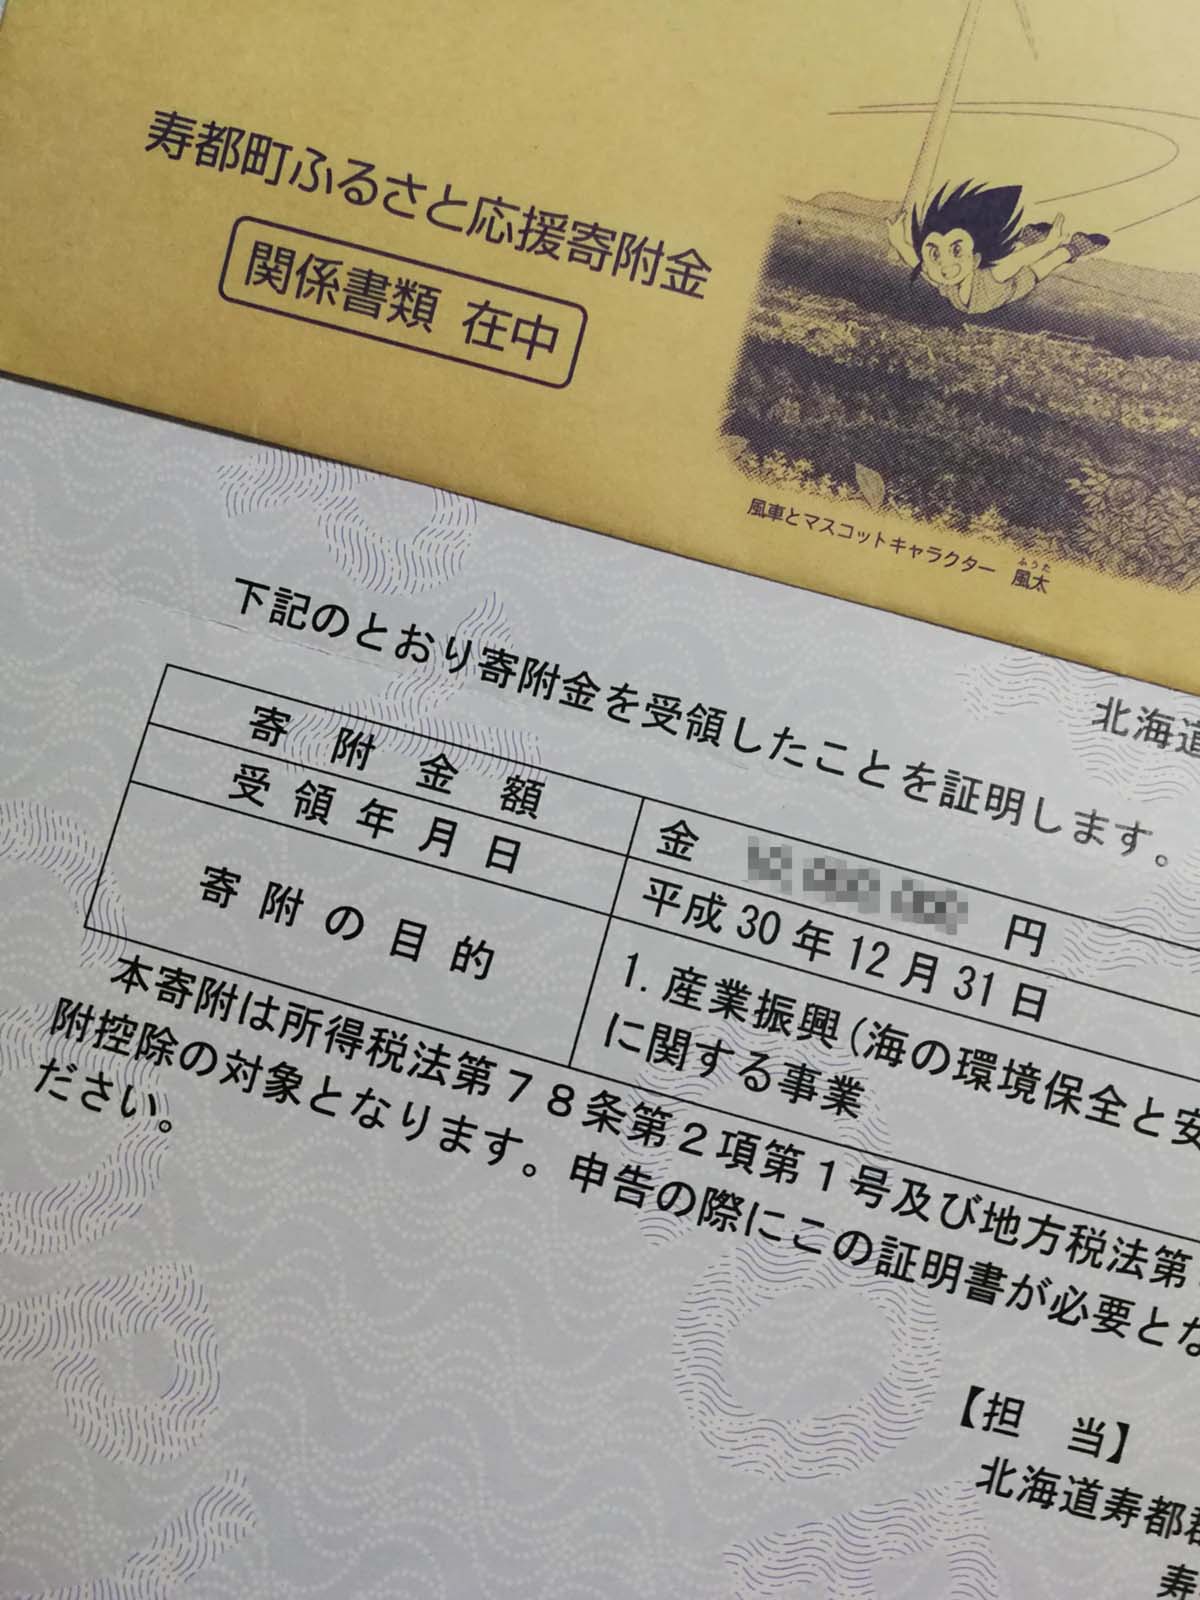 寿都町ふるさと応援寄附金
関係書類 在中
風車とマスコットキャラクター 風太
ふうた
北海道
下記のとおり寄附金を受領したことを証明します。
寄附金額
金 円
受領年月日
平成30年12月31日
寄附の目的
1.産業振興(海の環境保全と安
に関する事業
本寄附は所得税法第78条第2項第1号及び地方税法第
附控除の対象となります。申告の際にこの証明書が必要とな
ださい。
【担 当】
北海道寿都郡
寿